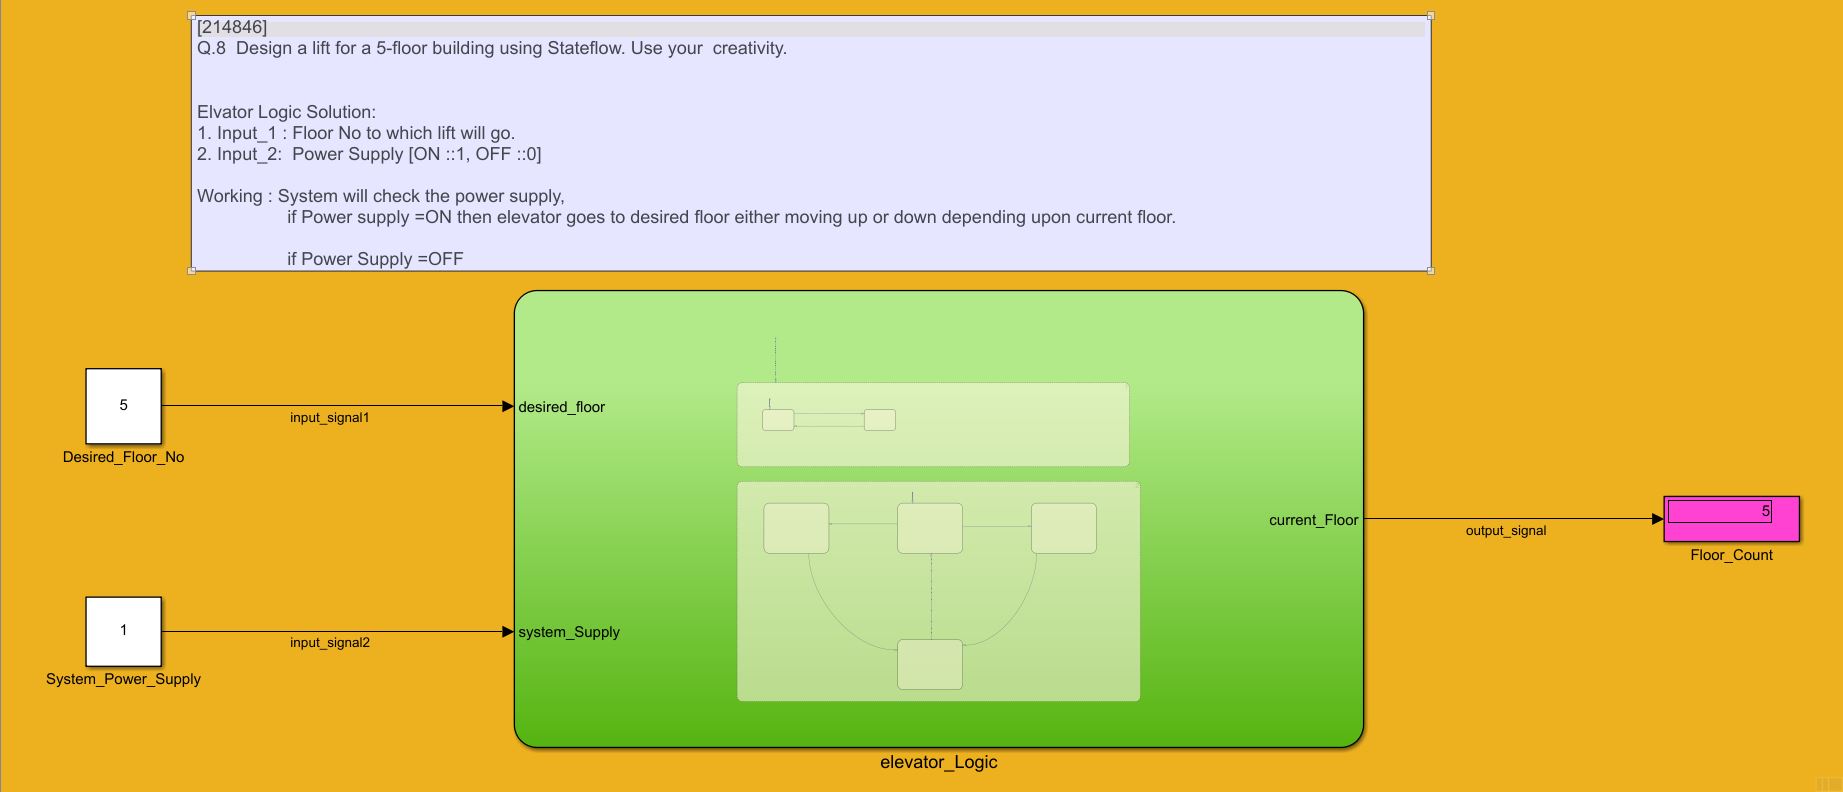 [214846]
Q.8  Design a lift for a 5-floor building using Stateflow. Use your  creativity.
Elvator Logic Solution:
1. Input_1 : Floor No to which lift will go.
2. Input_2:  Power Supply [ON ::1, OFF ::0]
Working : System will check the power supply,
if Power supply =ON then elevator goes to desired floor either moving up or down depending upon current floor.
if Power Supply =OFF
5
input_signal1
desired_floor
Desired_Floor_No
current_Floor
output_signal
5
Floor_Count
1
input_signal2
system_Supply
System_Power_Supply
elevator_Logic